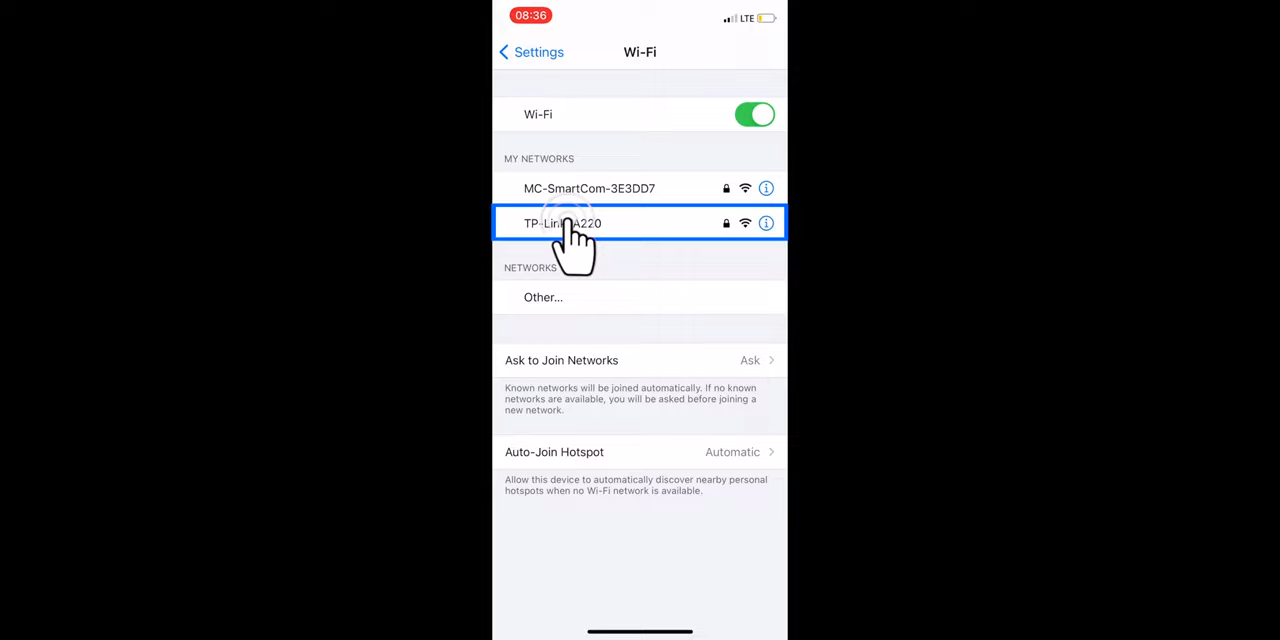 08:36
LTE
Settings
Wi-Fi
Wi-Fi
MY NETWORKS
MC-SmartCom-3E3DD7
TP-Link A220
NETWORKS
Other...
Ask to Join Networks Ask
Known networks will be joined automatically. If no known
networks are available, you will be asked before joining a
new network.
Auto-Join Hotspot Automatic
Allow this device to automatically discover nearby personal
hotspots when no Wi-Fi network is available.